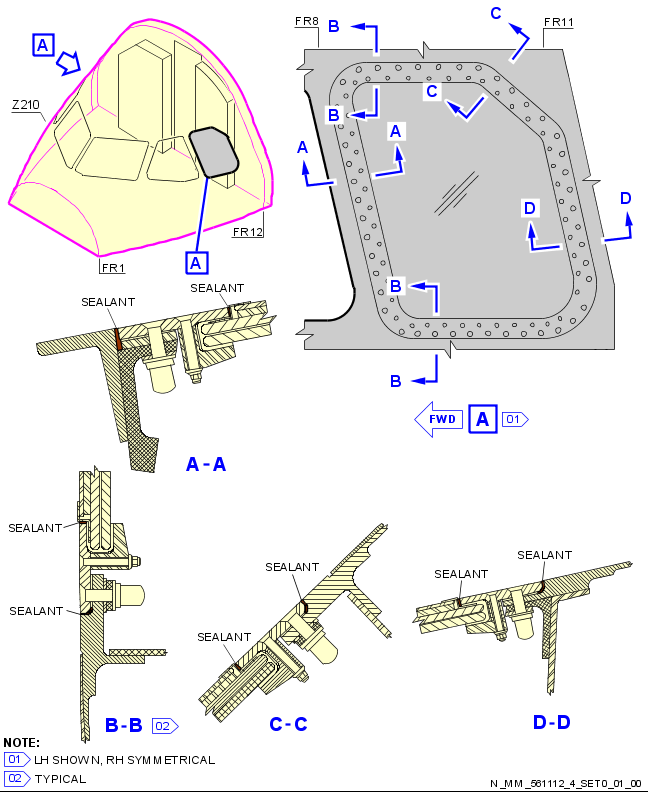 A
Z210
FR1
FR12
A
FR8
FR11
B
C
B
C
A
A
D
D
B
B
FWD
A
01
SEALANT
SEALANT
A-A
SEALANT
SEALANT
B-B
02
SEALANT
SEALANT
C-C
SEALANT
SEALANT
D-D
NOTE:
01 LH SHOWN, RH SYMMETRICAL
02 TYPICAL
N_MM_561112_4_SET0_01_00